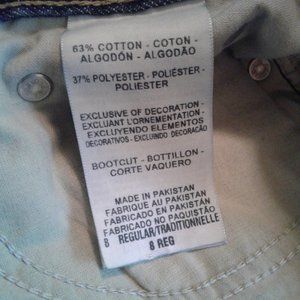 63% COTTON - COTON -
ALGODÓN - ALGODÃO
37% POLYESTER - POLIÉSTER -
POLIESTER
EXCLUSIVE OF DECORATION -
EXCLUANT L'ORNEMENTATION -
EXCLUYENDO ELEMENTOS
DECORATIVOS - EXCLUINDO DECORAÇÃO
BOOTCUT - BOTTILLON -
CORTE VAQUERO
MADE IN PAKISTAN
FABRIQUE AU PAKISTAN
FABRICADO EN PAKISTÁN
FABRICADO NO PAQUISTÃO
8 REGULAR/TRADITIONNELLE
8 REG